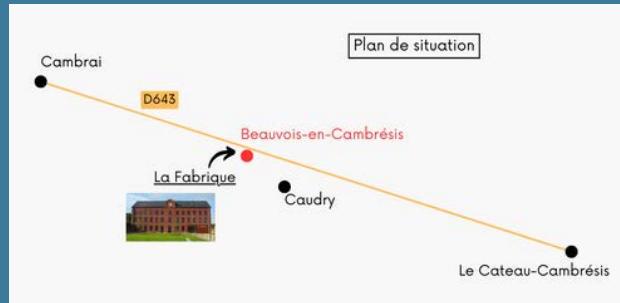 Plan de situation
Cambrai
D643
Beauvois-en-Cambrésis
La Fabrique
Caudry
Le Cateau-Cambrésis